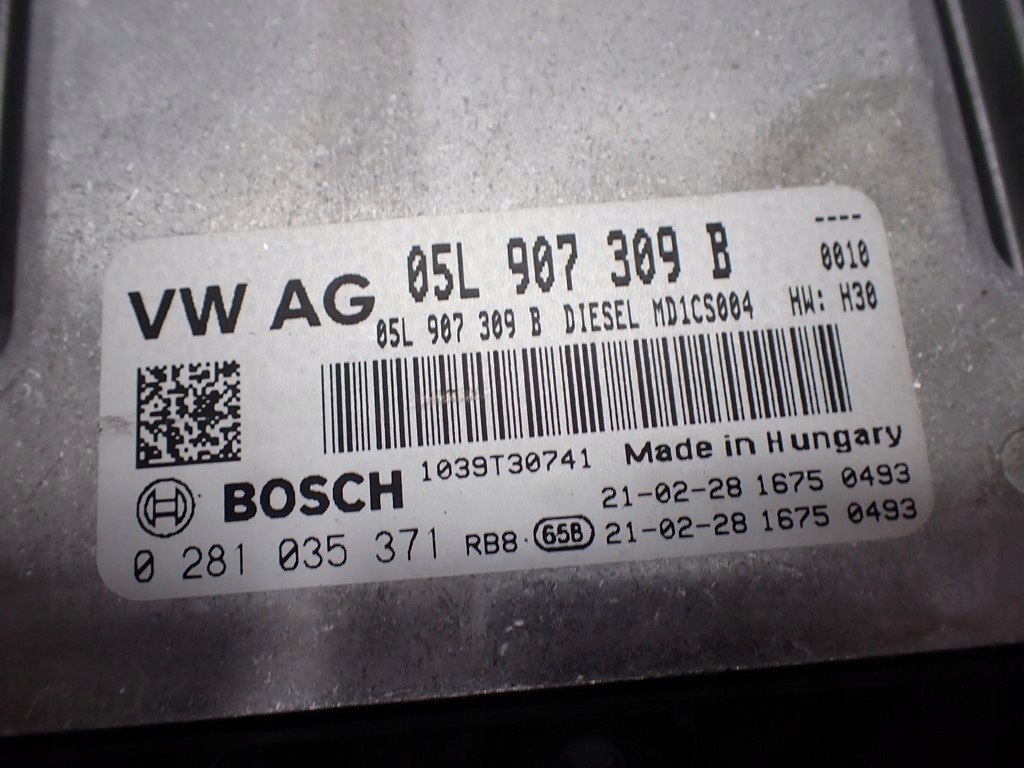 ----
VW AG 05L 907 309 B 0010
05L 907 309 B DIESEL MD1CS004 HW: H30
1039T30741 Made in Hungary
BOSCH 21-02-28 1675 0493
0 281 035 371 RB8. 65B 21-02-28 1675 0493